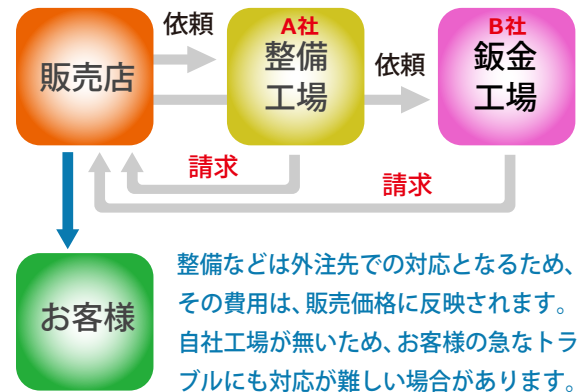 依頼
A社
B社
販売店
整備
工場
依頼
鈑金
工場
請求
請求
お客様
整備などは外注先での対応となるため、
その費用は、販売価格に反映されます。
自社工場が無いため、お客様の急なトラ
ブルにも対応が難しい場合があります。